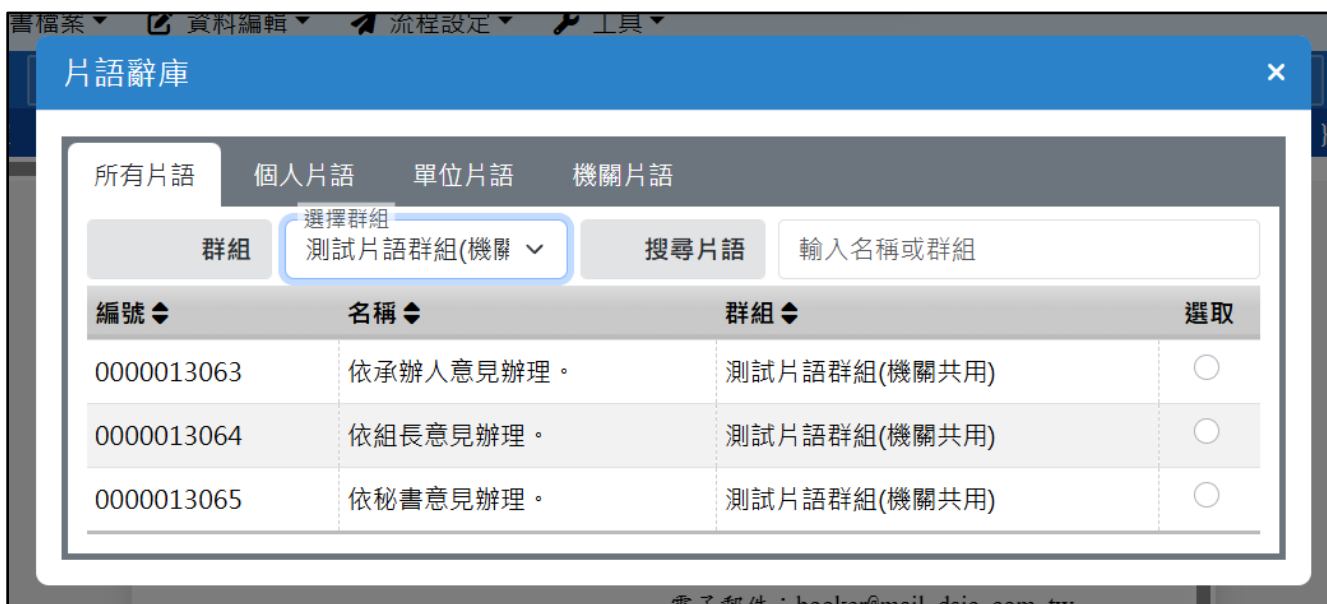 書檔案 資料編輯 流程設定 工具
片語辭庫 ×
所有片語 個人片語 單位片語 機關片語
選擇群組
群組 測試片語群組(機關 搜尋片語 輸入名稱或群組
編號 名稱 群組 選取
0000013063 依承辦人意見辦理。 測試片語群組(機關共用)
0000013064 依組長意見辦理。 測試片語群組(機關共用)
0000013065 依秘書意見辦理。 測試片語群組(機關共用)